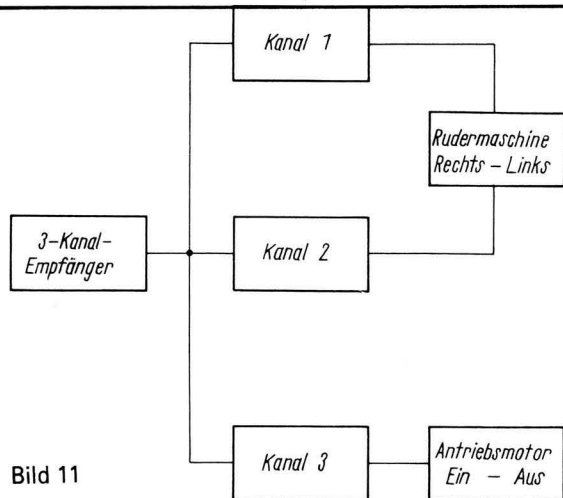 Kanal 1
Rudermaschine
Rechts – Links
3-Kanal-
Empfänger
Kanal 2
Kanal 3
Antriebsmotor
Ein – Aus
Bild 11